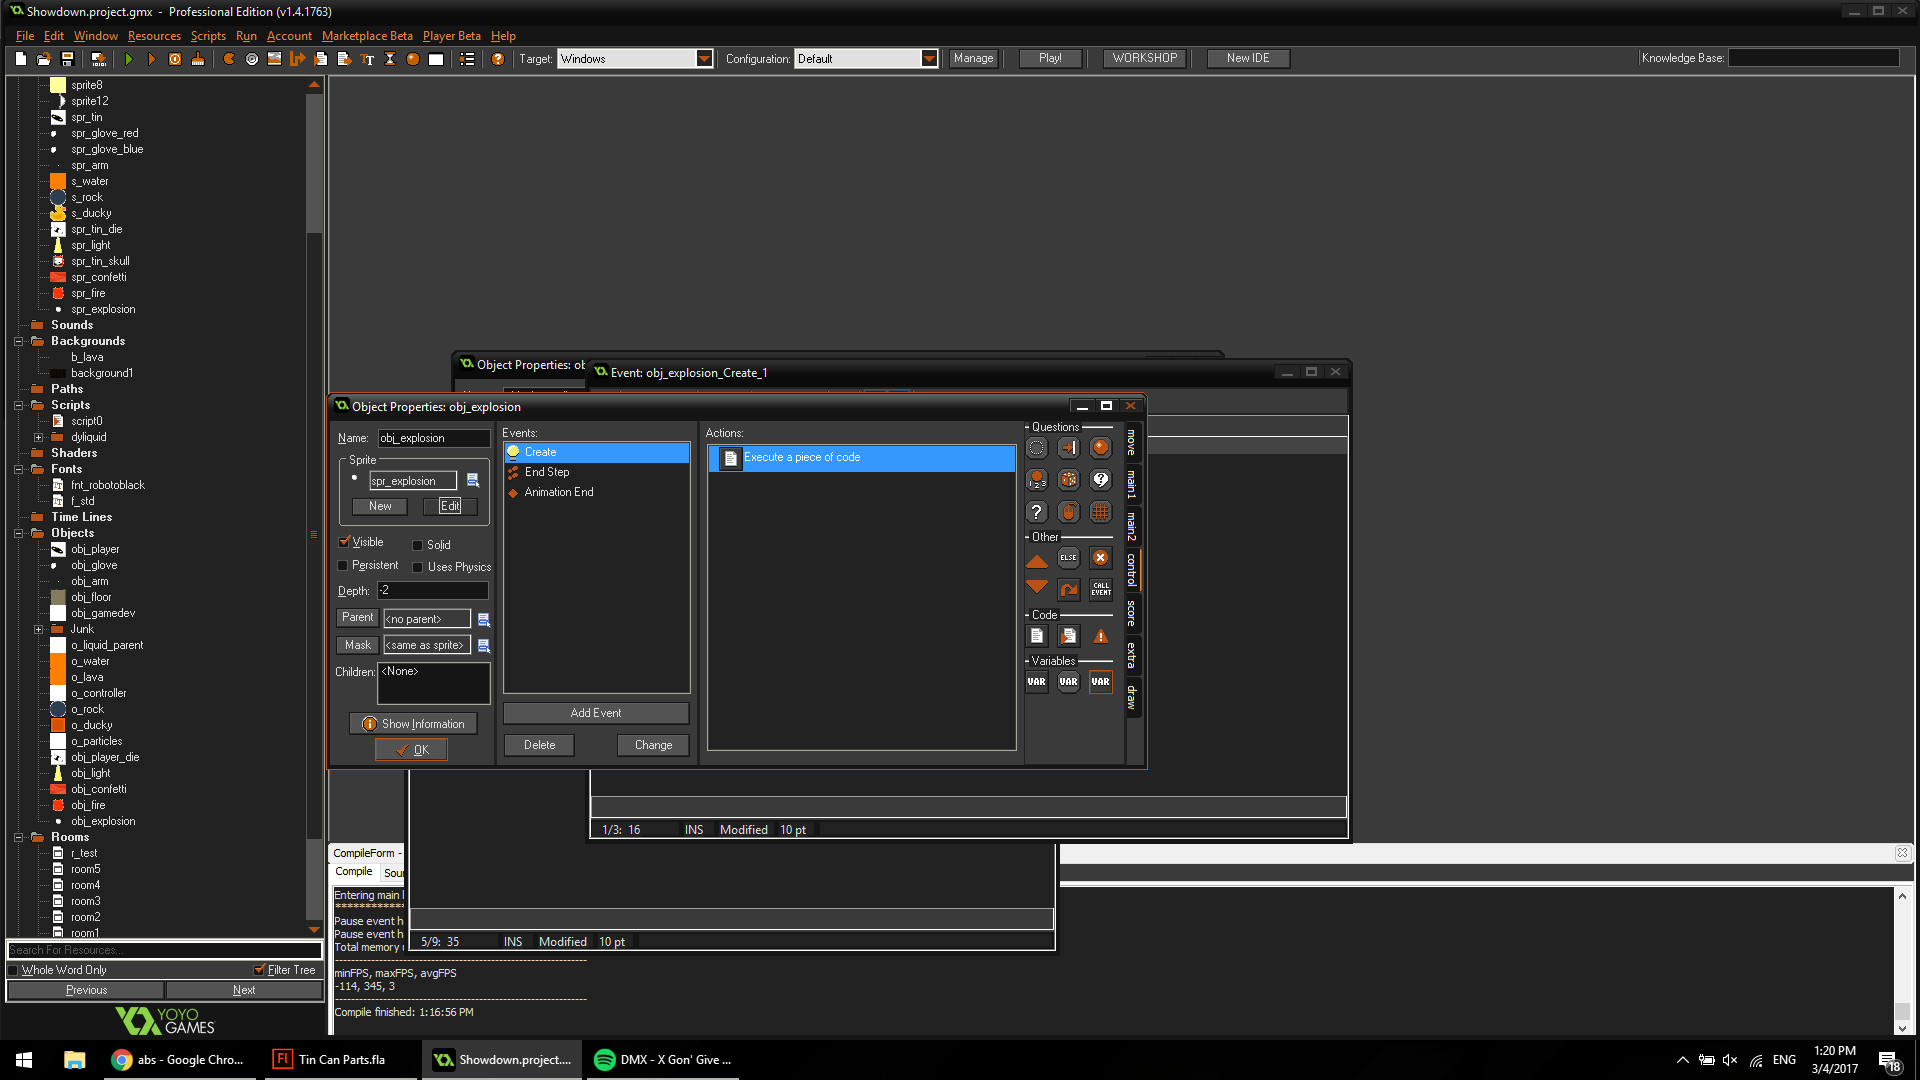 Showdown.project.gmx - Professional Edition (v1.4.1763)
File Edit Window Resources Scripts Run Account Marketplace Beta Player Beta Help
Target: Windows Configuration: Default Manage Play! WORKSHOP New IDE Knowledge Base:
sprite8
sprite12
spr_tin
spr_glove_red
spr_glove_blue
spr_arm
s_water
s_rock
s_ducky
spr_tin_die
spr_light
spr_tin_skull
spr_confetti
spr_fire
spr_explosion
Sounds
Backgrounds
b_lava
background1
Paths
Scripts
script0
dyliquid
Shaders
Fonts
fnt_robotoblack
f_std
Time Lines
Objects
obj_player
obj_glove
obj_arm
obj_floor
obj_gamedev
Junk
o_liquid_parent
o_water
o_lava
o_controller
o_rock
o_ducky
o_particles
obj_player_die
obj_light
obj_confetti
obj_fire
obj_explosion
Rooms
r_test
room5
room4
room3
room2
room1
Search For Resources...
Whole Word Only Filter Tree
Previous Next
YOYO
GAMES
Object Properties: ob
Event: obj_explosion_Create_1
Object Properties: obj_explosion
Name: obj_explosion
Sprite
spr_explosion
New Edit
Visible Solid
Persistent Uses Physics
Depth: -2
Parent <no parent>
Mask <same as sprite>
Children: <None>
Show Information
OK
Events:
Create
End Step
Animation End
Add Event
Delete Change
Actions:
Execute a piece of code
Questions
1 2 3
?
?
Other
ELSE
CALL
EVENT
Code
Variables
VAR VAR VAR
move
main1
main2
control
score
extra
draw
1/3: 16 INS Modified 10 pt
CompileForm -
Compile Sour
Entering main l
Pause event h
Pause event h
Total memory
5/9: 35 INS Modified 10 pt
minFPS, maxFPS, avgFPS
-114, 345, 3
Compile finished: 1:16:56 PM
abs - Google Chro...
Fl Tin Can Parts.fla
Showdown.project....
DMX - X Gon' Give ...
ENG
1:20 PM
3/4/2017
18